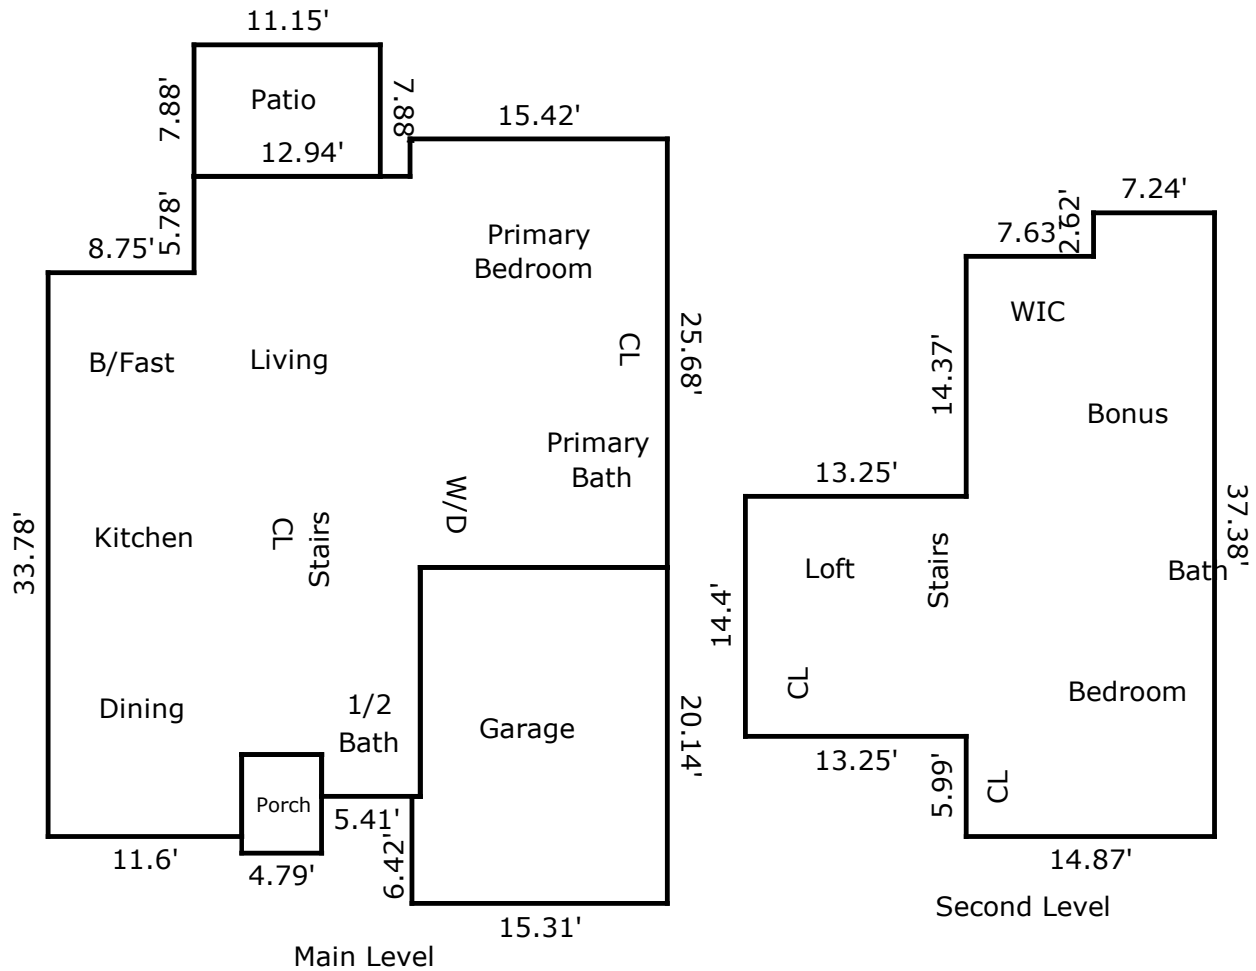 11.15'
7.88'
Patio
7.88'
15.42'
12.94'
5.78'
8.75'
Primary
Bedroom
B/Fast
Living
CL
25.68'
Primary
Bath
W/D
Kitchen
CL
Stairs
33.78'
Dining
1/2
Bath
Garage
20.14'
Porch
5.41'
6.42'
11.6'
4.79'
15.31'
Main Level
7.24'
2.62'
7.63'
WIC
14.37'
Bonus
13.25'
37.38'
Loft
Stairs
Bath
14.4'
CL
Bedroom
13.25'
5.99'
CL
14.87'
Second Level